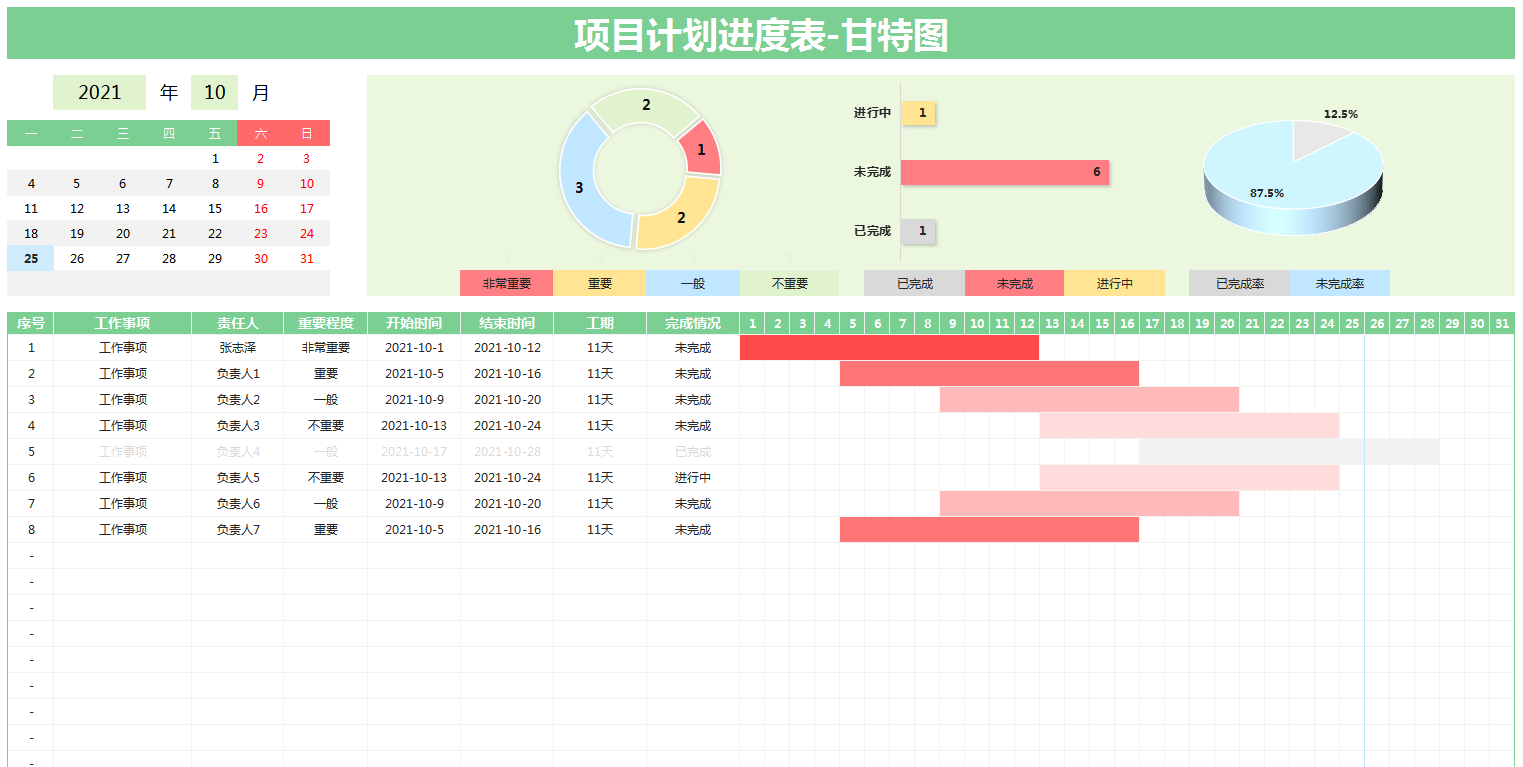 项目计划进度表-甘特图
2021 年 10 月
一 二 三 四 五 六 日
1 2 3
4 5 6 7 8 9 10
11 12 13 14 15 16 17
18 19 20 21 22 23 24
25 26 27 28 29 30 31
2
1
3
2
进行中 1
未完成 6
已完成 1
12.5%
87.5%
非常重要 重要 一般 不重要
已完成 未完成 进行中
已完成率 未完成率
序号 工作事项 责任人 重要程度 开始时间 结束时间 工期 完成情况 1 2 3 4 5 6 7 8 9 10 11 12 13 14 15 16 17 18 19 20 21 22 23 24 25 26 27 28 29 30 31
1 工作事项 张志泽 非常重要 2021-10-1 2021-10-12 11天 未完成
2 工作事项 负责人1 重要 2021-10-5 2021-10-16 11天 未完成
3 工作事项 负责人2 一般 2021-10-9 2021-10-20 11天 未完成
4 工作事项 负责人3 不重要 2021-10-13 2021-10-24 11天 未完成
5 工作事项 负责人4 一般 2021-10-17 2021-10-28 11天 已完成
6 工作事项 负责人5 不重要 2021-10-13 2021-10-24 11天 进行中
7 工作事项 负责人6 一般 2021-10-9 2021-10-20 11天 未完成
8 工作事项 负责人7 重要 2021-10-5 2021-10-16 11天 未完成
-
-
-
-
-
-
-
-
-